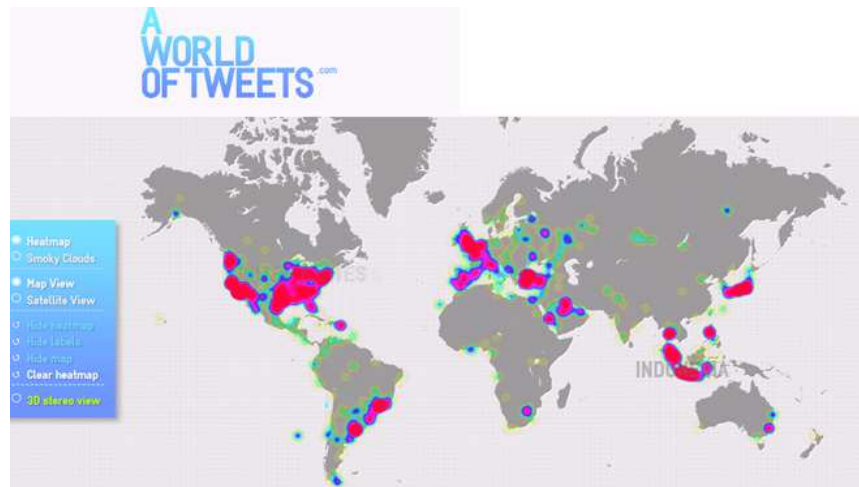 A
WORLD
OF TWEETS .com
Heatmap
Smoky Clouds
Map View
Satellite View
Hide heatmap
Hide labels
Hide map
Clear heatmap
3D stereo view
INDONESIA